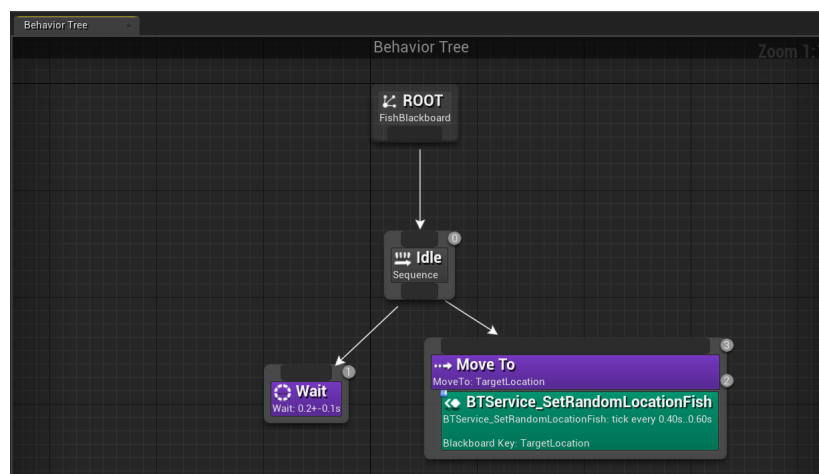 Behavior Tree
Behavior Tree
Zoom 1:
ROOT
FishBlackboard
0
Idle
Sequence
1
Wait
Wait: 0.2+-0.1s
3
Move To
MoveTo: TargetLocation
2
BTService_SetRandomLocationFish
BTService_SetRandomLocationFish: tick every 0.40s..0.60s
Blackboard Key: TargetLocation